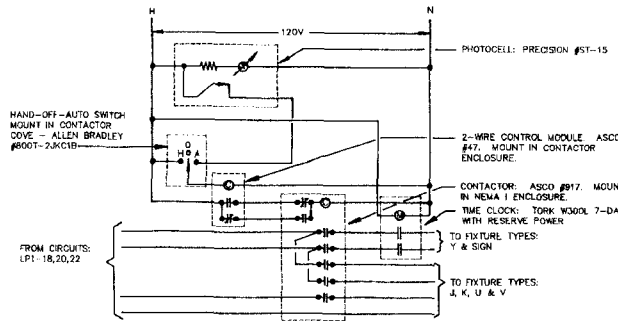 H
N
120V
PHOTOCELL: PRECISION #ST-15
HAND-OFF-AUTO SWITCH
MOUNT IN CONTACTOR
COVE - ALLEN BRADLEY
#800T-2JKC1B
O
H
A
2-WIRE CONTROL MODULE ASCO
#47. MOUNT IN CONTACTOR
ENCLOSURE.
C
C
CONTACTOR: ASCO #917. MOUN
IN NEMA I ENCLOSURE.
M
TIME CLOCK: TORK W300L 7-DA
WITH RESERVE POWER
FROM CIRCUITS:
LP1-18,20,22
TO FIXTURE TYPES:
Y & SIGN
TO FIXTURE TYPES:
J, K, U & V